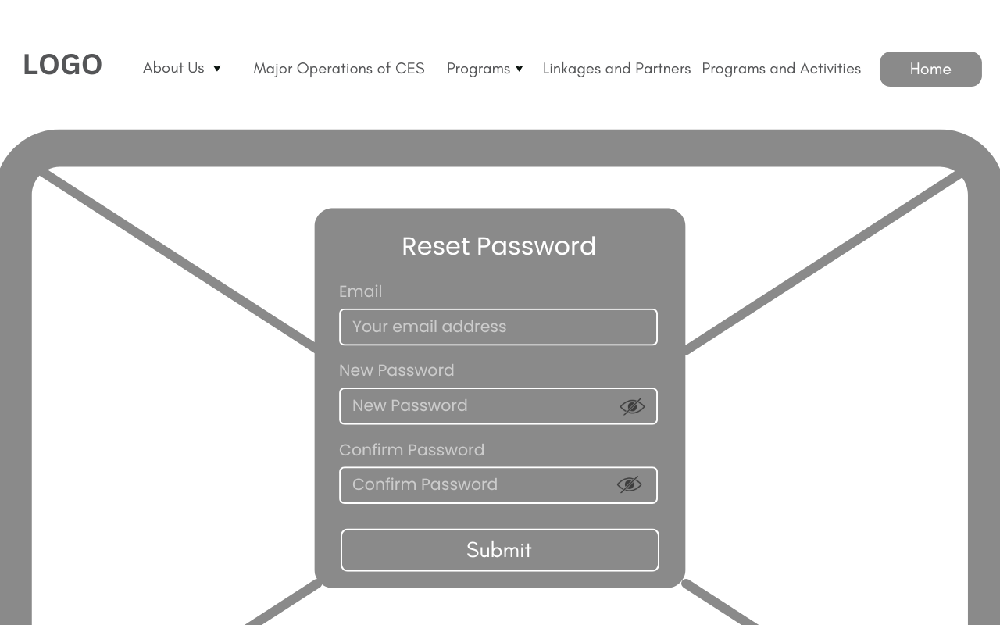 LOGO
About Us
Major Operations of CES
Programs
Linkages and Partners
Programs and Activities
Home
Reset Password
Email
Your email address
New Password
New Password
Confirm Password
Confirm Password
Submit